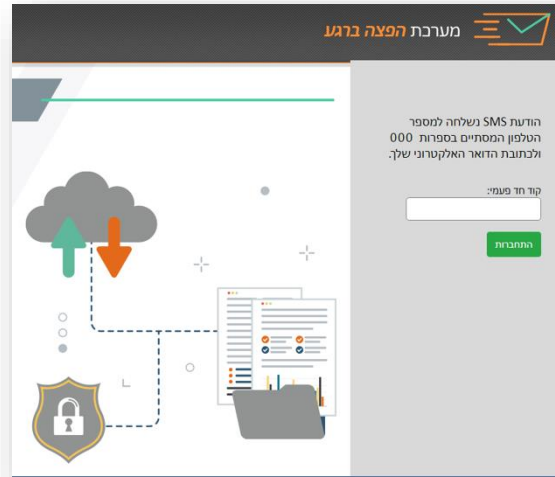 מערכת הפצה ברגע
הודעת SMS נשלחה למספר
הטלפון המסתיים בספרות 000
ולכתובת הדואר האלקטרוני שלך.
קוד חד פעמי:
התחברות